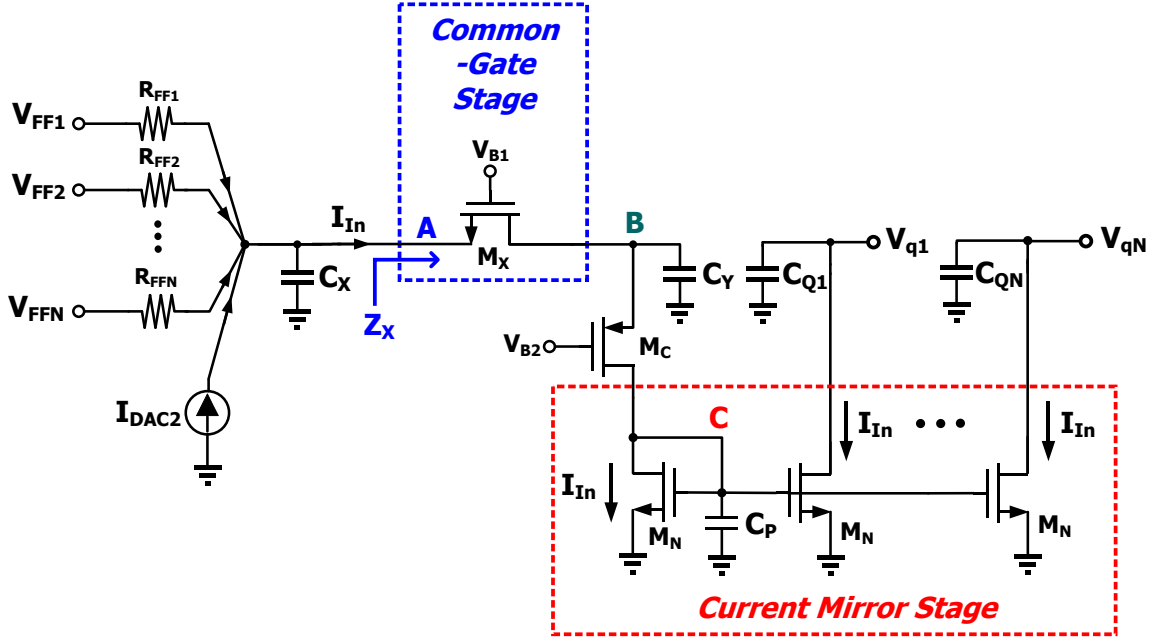 Common
-Gate
Stage
R_FF1
V_FF1
R_FF2
V_FF2
R_FFN
V_FFN
I_DAC2
C_X
I_In
A
Z_X
V_B1
M_X
B
C_Y
C_Q1
V_q1
C_QN
V_qN
V_B2
M_C
C
I_In
I_In
I_In
M_N
C_P
M_N
M_N
Current Mirror Stage